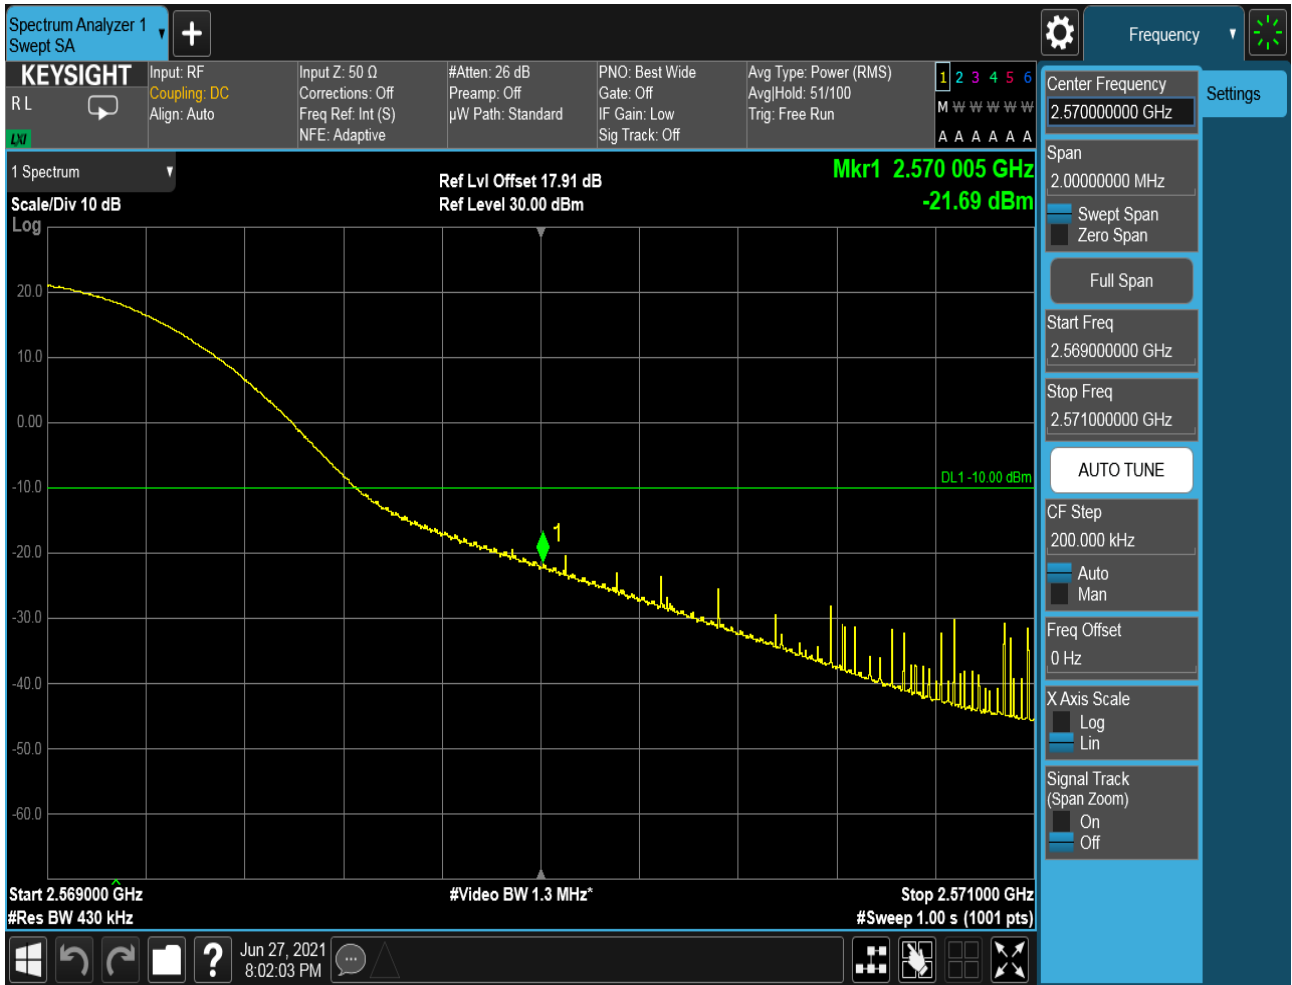 Spectrum Analyzer 1
Swept SA
Frequency
KEYSIGHT
R L
LXI
Input: RF
Coupling: DC
Align: Auto
Input Z: 50 Ω
Corrections: Off
Freq Ref: Int (S)
NFE: Adaptive
#Atten: 26 dB
Preamp: Off
µW Path: Standard
PNO: Best Wide
Gate: Off
IF Gain: Low
Sig Track: Off
Avg Type: Power (RMS)
Avg|Hold: 51/100
Trig: Free Run
1 2 3 4 5 6
M W W W W W
A A A A A A
1 Spectrum
Scale/Div 10 dB
Log
Ref Lvl Offset 17.91 dB
Ref Level 30.00 dBm
Mkr1 2.570 005 GHz
-21.69 dBm
20.0
10.0
0.00
-10.0
DL1 -10.00 dBm
1
-20.0
-30.0
-40.0
-50.0
-60.0
Start 2.569000 GHz
#Res BW 430 kHz
#Video BW 1.3 MHz*
Stop 2.571000 GHz
#Sweep 1.00 s (1001 pts)
?
Jun 27, 2021
8:02:03 PM
Center Frequency
2.570000000 GHz
Settings
Span
2.00000000 MHz
Swept Span
Zero Span
Full Span
Start Freq
2.569000000 GHz
Stop Freq
2.571000000 GHz
AUTO TUNE
CF Step
200.000 kHz
Auto
Man
Freq Offset
0 Hz
X Axis Scale
Log
Lin
Signal Track
(Span Zoom)
On
Off